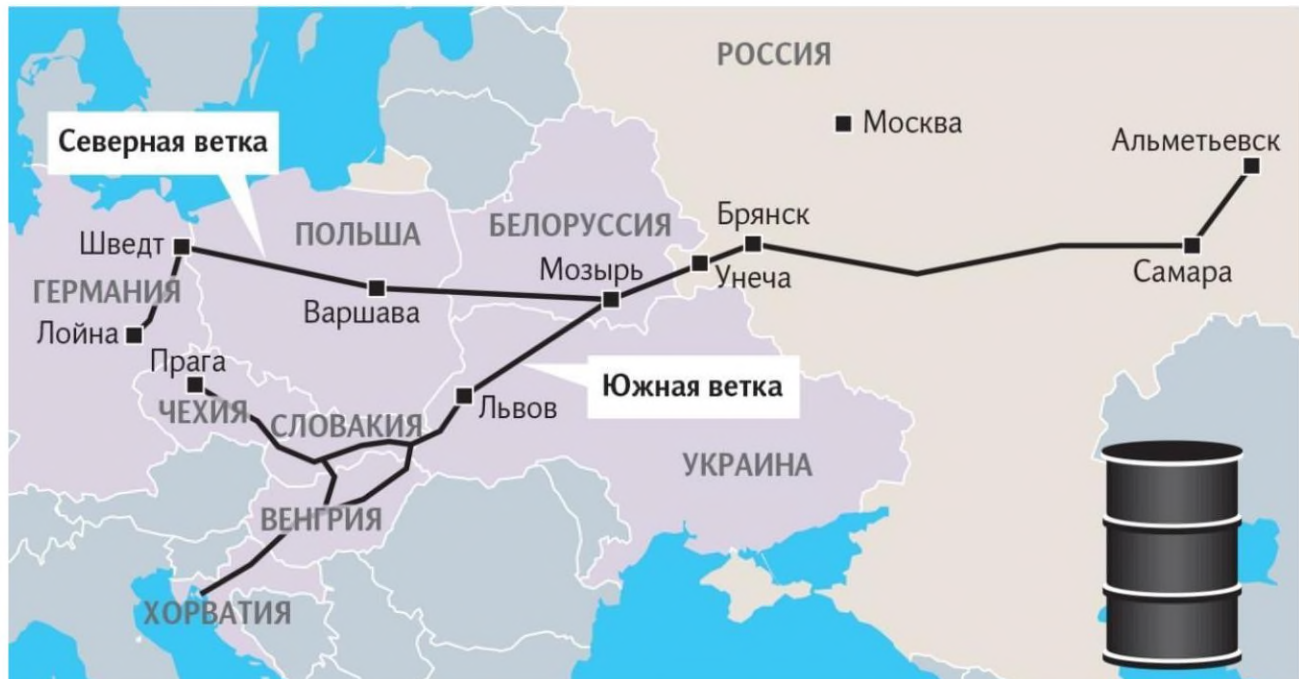 РОССИЯ
Москва
Альметьевск
Северная ветка
Брянск
БЕЛОРУССИЯ
ПОЛЬША
Шведт
Мозырь
Унеча
Самара
ГЕРМАНИЯ
Варшава
Лойна
Прага
Южная ветка
ЧЕХИЯ
СЛОВАКИЯ
Львов
УКРАИНА
ВЕНГРИЯ
ХОРВАТИЯ